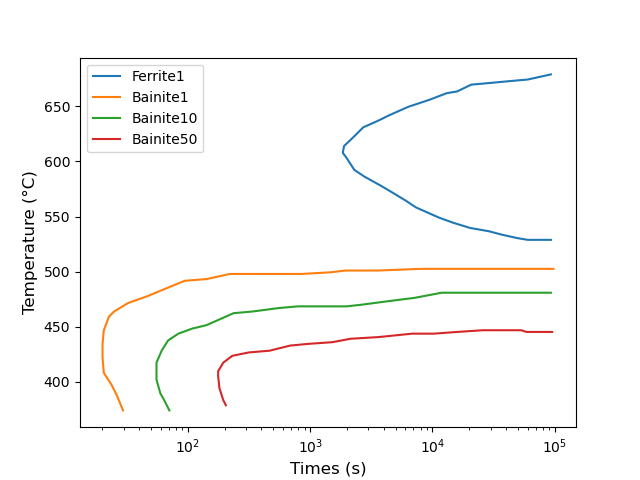 Ferrite1
Bainite1
Bainite10
Bainite50
650
600
550
500
450
400
Temperature (°C)
10²
10³
10⁴
10⁵
Times (s)